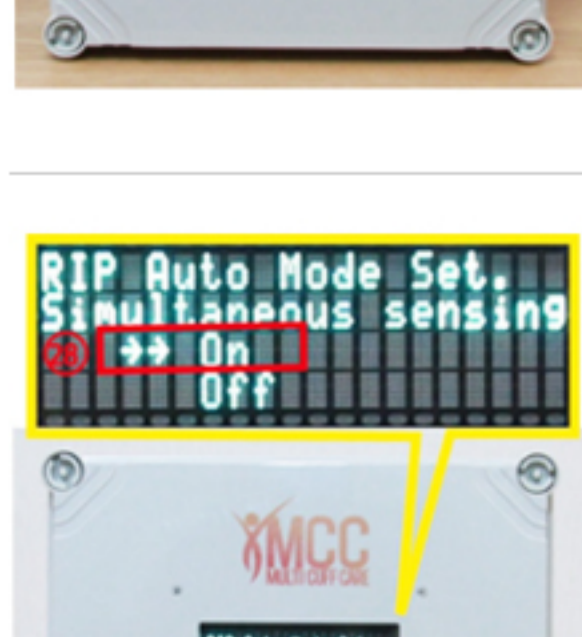 RIP Auto Mode Set.
Simultaneous sensing
28 →→ On
Off
MCC
MULTI CUFF CARE